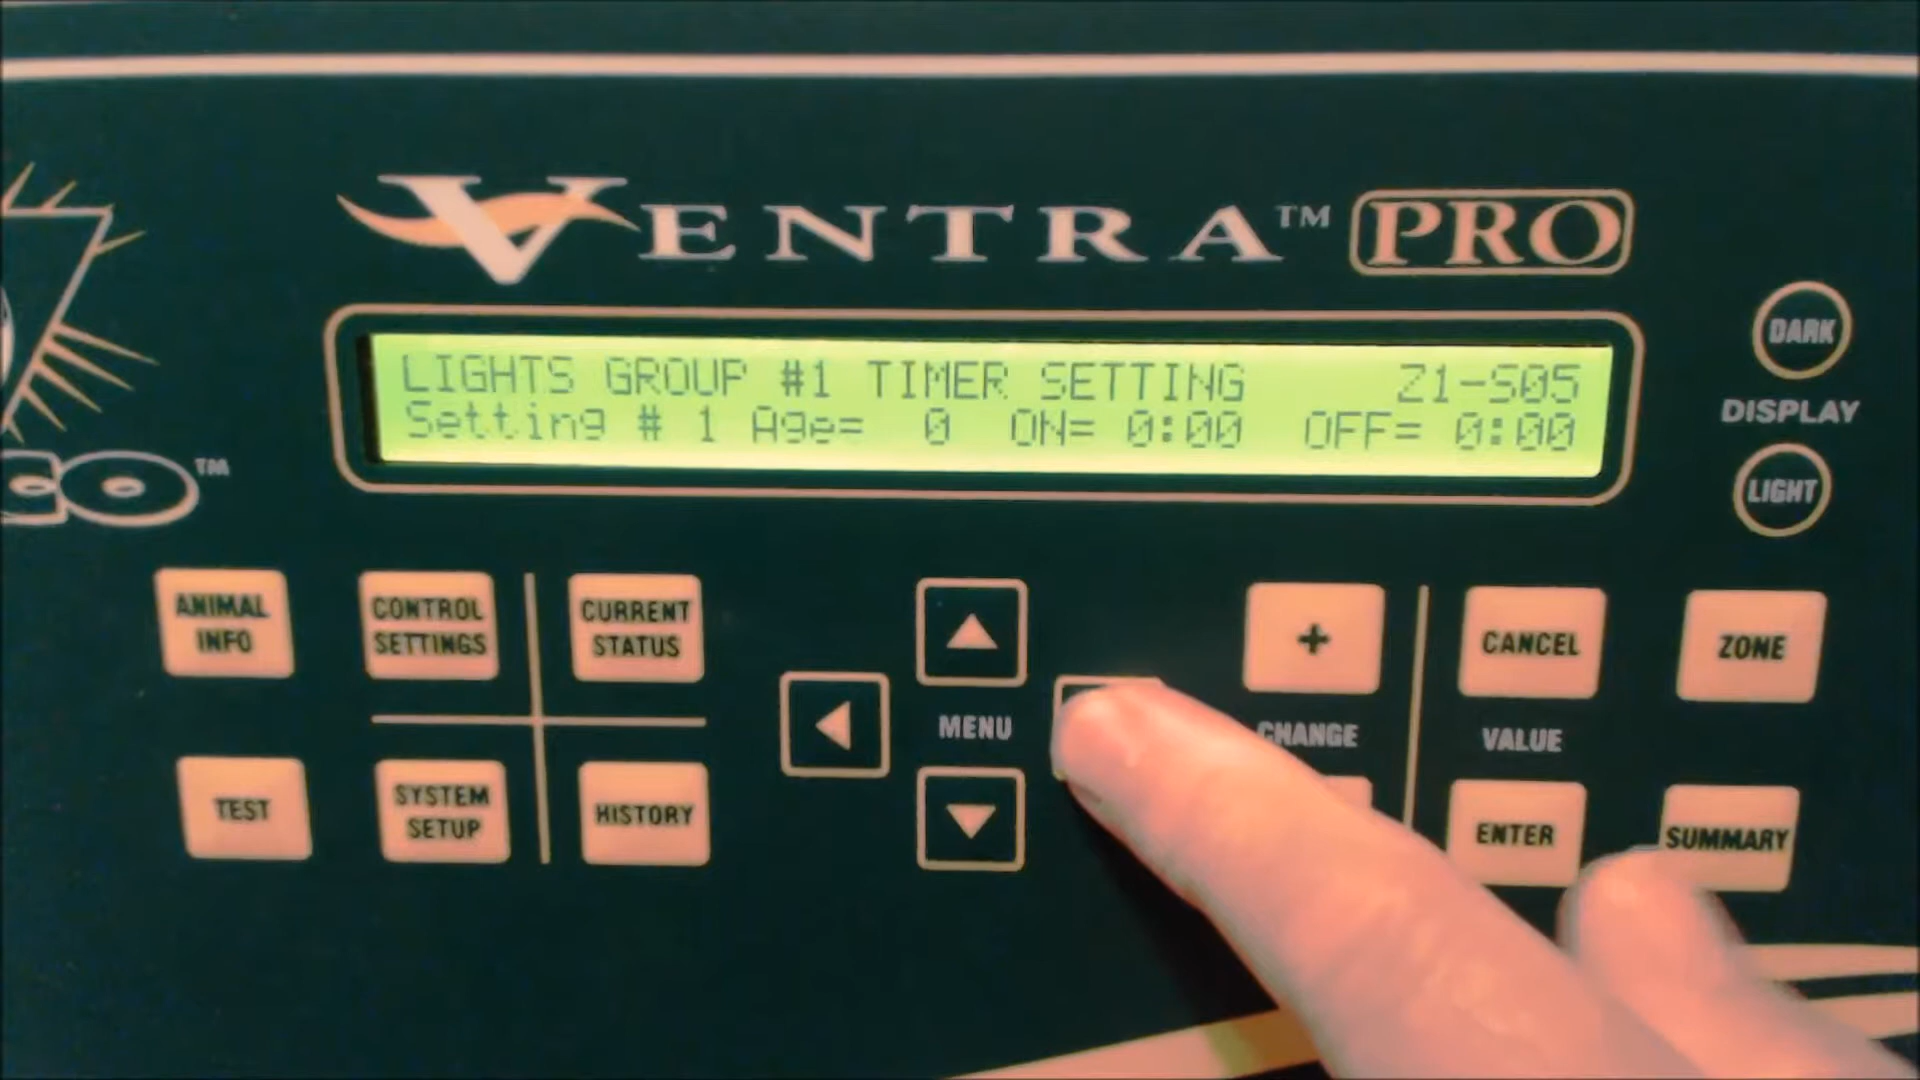 VENTRA™ PRO
LIGHTS GROUP #1 TIMER SETTING Z1-S05
Setting # 1 Age= 0 ON= 0:00 OFF= 0:00
DARK
DISPLAY
LIGHT
CO™
ANIMAL
INFO
CONTROL
SETTINGS
CURRENT
STATUS
MENU
+
CHANGE
CANCEL
VALUE
ZONE
TEST
SYSTEM
SETUP
HISTORY
ENTER
SUMMARY